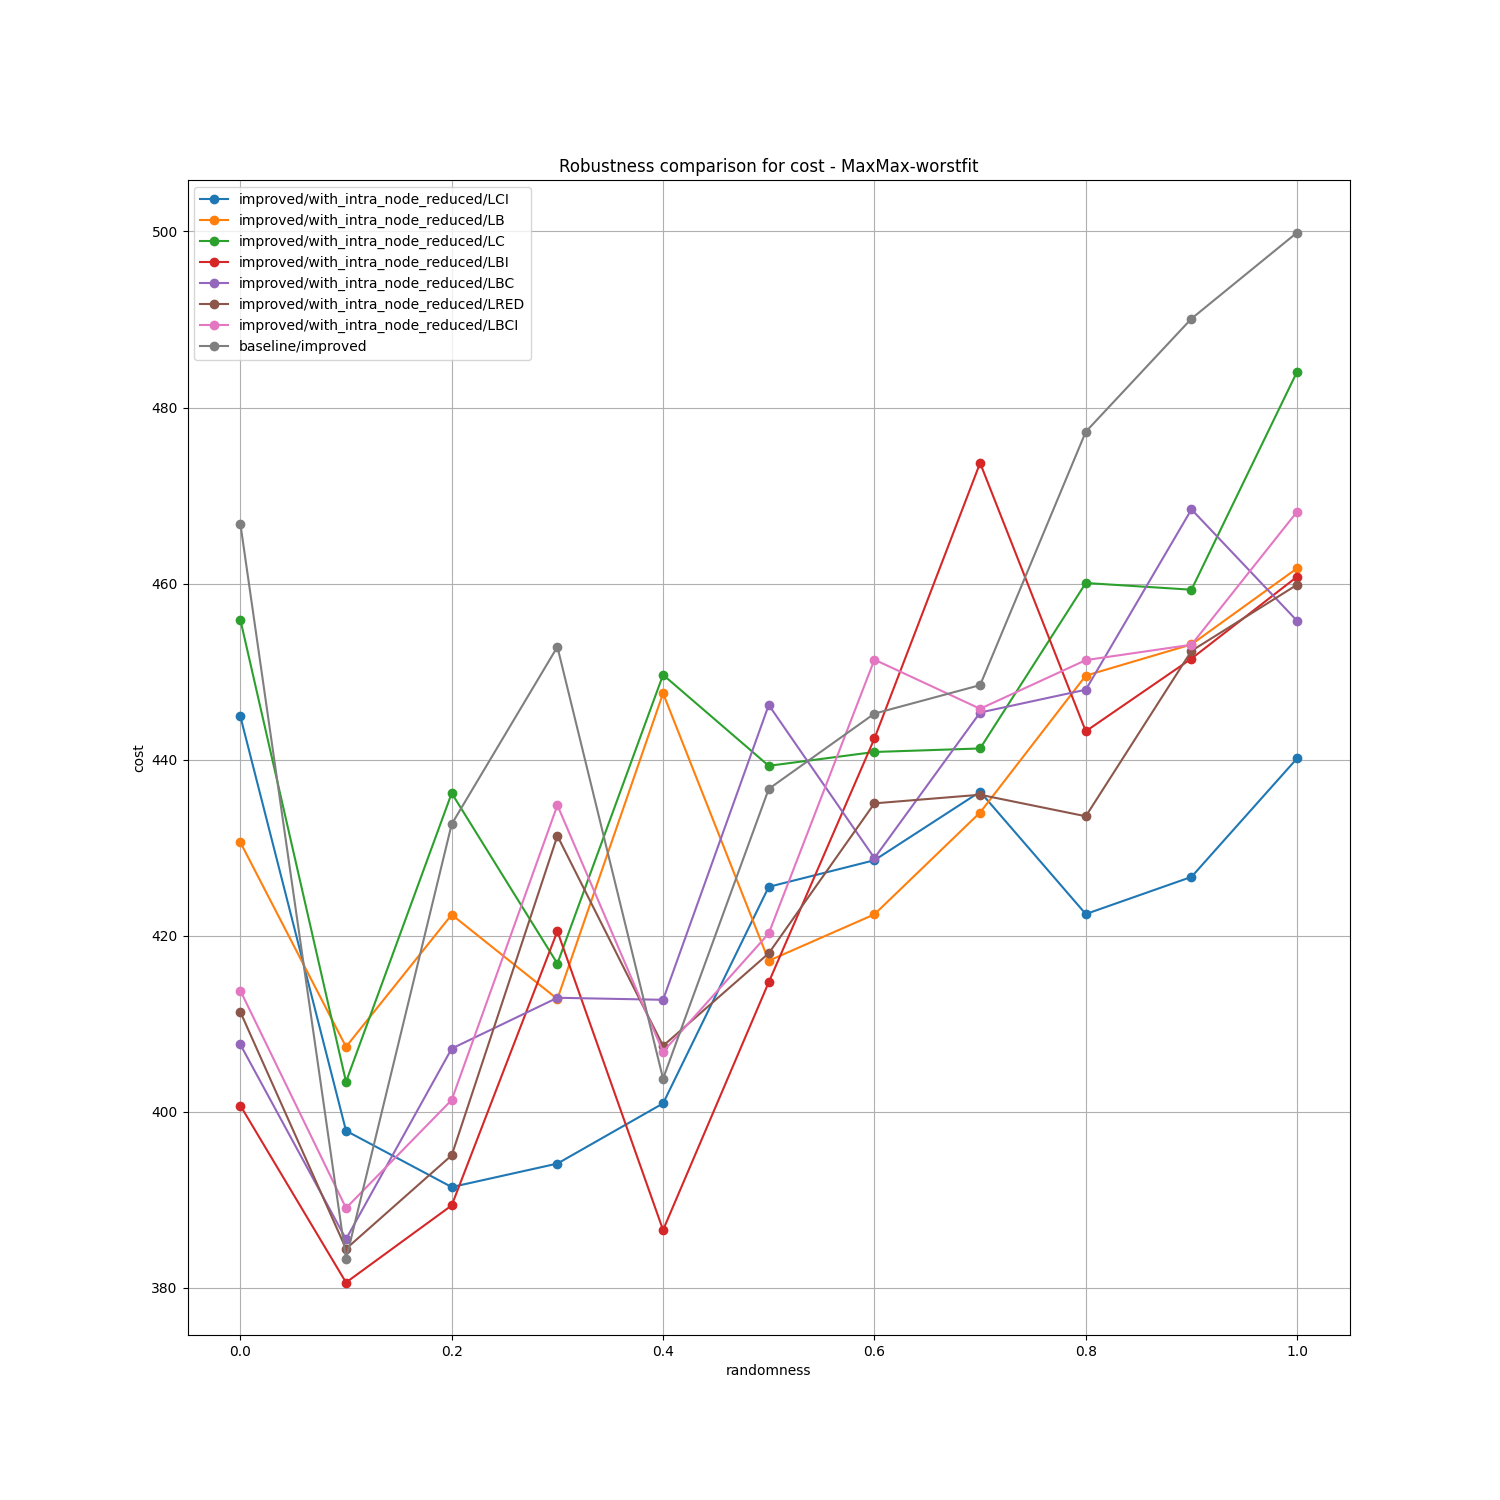 Robustness comparison for cost - MaxMax-worstfit
improved/with_intra_node_reduced/LCI
improved/with_intra_node_reduced/LB
improved/with_intra_node_reduced/LC
improved/with_intra_node_reduced/LBI
improved/with_intra_node_reduced/LBC
improved/with_intra_node_reduced/LRED
improved/with_intra_node_reduced/LBCI
baseline/improved
500
480
460
440
420
400
380
cost
0.0 0.2 0.4 0.6 0.8 1.0
randomness